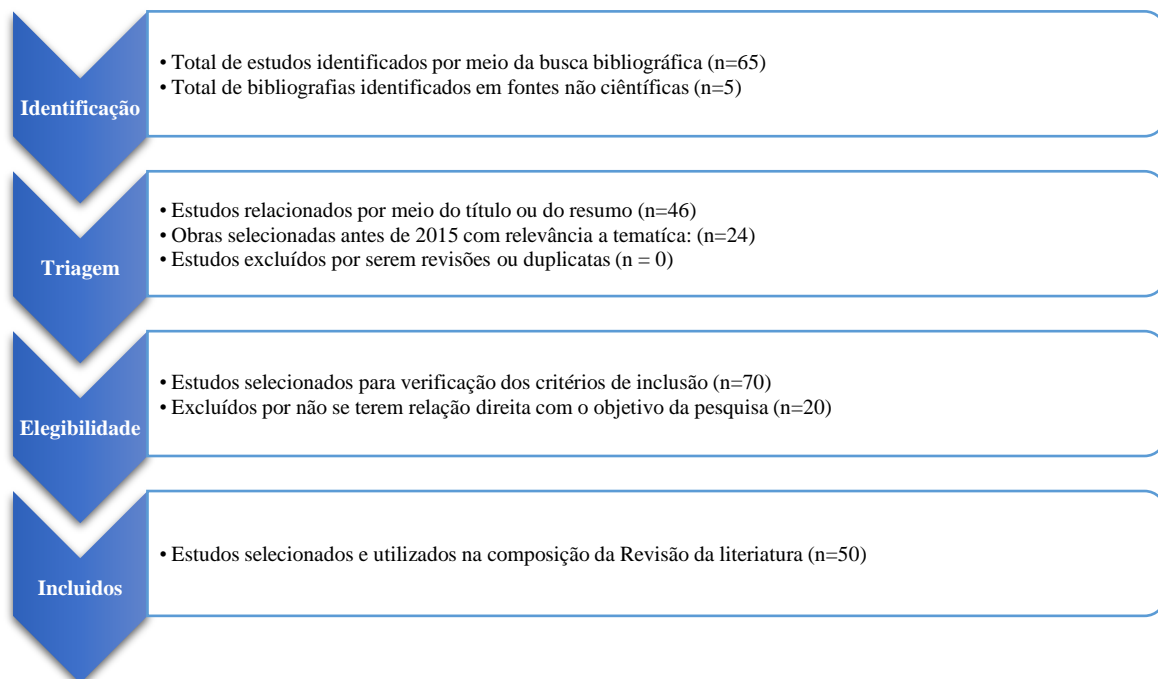 Identificação
• Total de estudos identificados por meio da busca bibliográfica (n=65)
• Total de bibliografias identificados em fontes não ciêntíficas (n=5)
Triagem
• Estudos relacionados por meio do título ou do resumo (n=46)
• Obras selecionadas antes de 2015 com relevância a tematíca: (n=24)
• Estudos excluídos por serem revisões ou duplicatas (n = 0)
Elegibilidade
• Estudos selecionados para verificação dos critérios de inclusão (n=70)
• Excluídos por não se terem relação direita com o objetivo da pesquisa (n=20)
Incluidos
• Estudos selecionados e utilizados na composição da Revisão da literiatura (n=50)